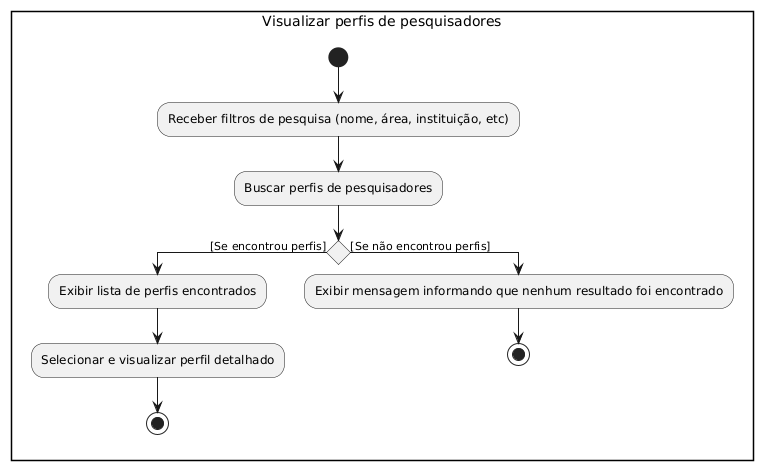 Visualizar perfis de pesquisadores
Receber filtros de pesquisa (nome, área, instituição, etc)
Buscar perfis de pesquisadores
[Se encontrou perfis]
[Se não encontrou perfis]
Exibir lista de perfis encontrados
Exibir mensagem informando que nenhum resultado foi encontrado
Selecionar e visualizar perfil detalhado